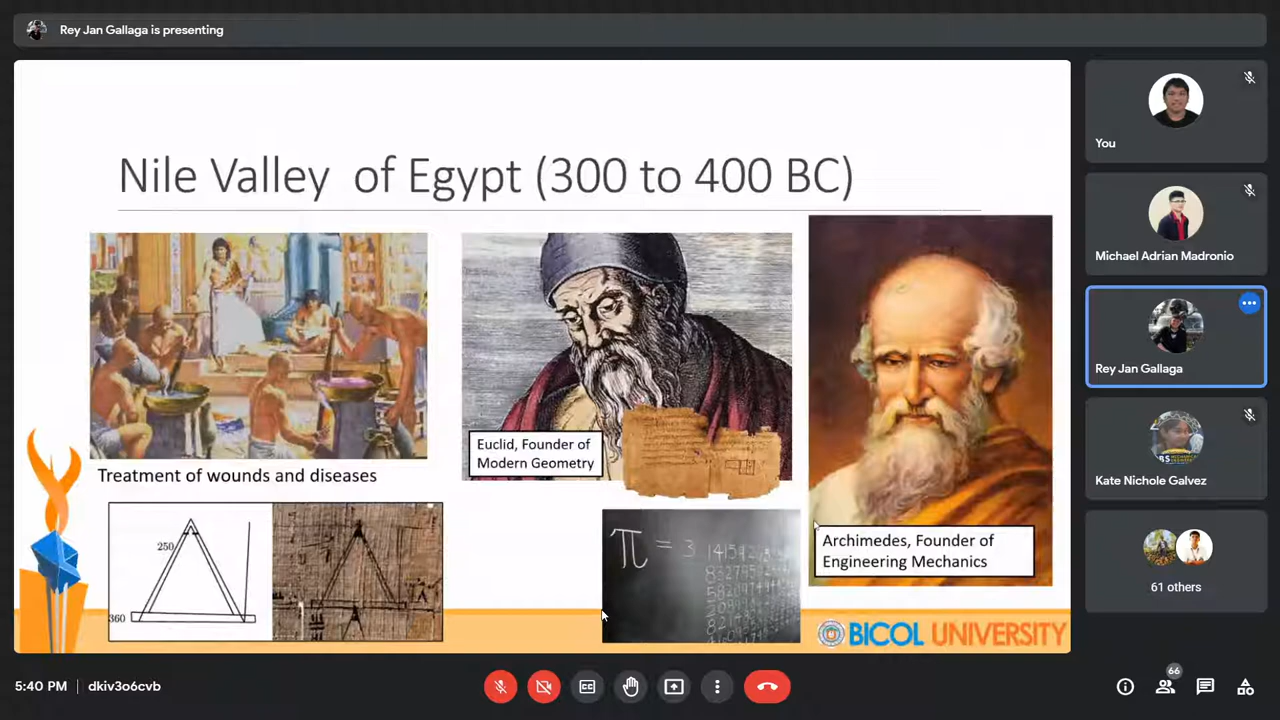 Rey Jan Gallaga is presenting
Nile Valley of Egypt (300 to 400 BC)
Treatment of wounds and diseases
Euclid, Founder of
Modern Geometry
Archimedes, Founder of
Engineering Mechanics
250
360
π = 3
BICOL UNIVERSITY
You
Michael Adrian Madronio
Rey Jan Gallaga
Kate Nichole Galvez
61 others
5:40 PM | dkiv3o6cvb
66